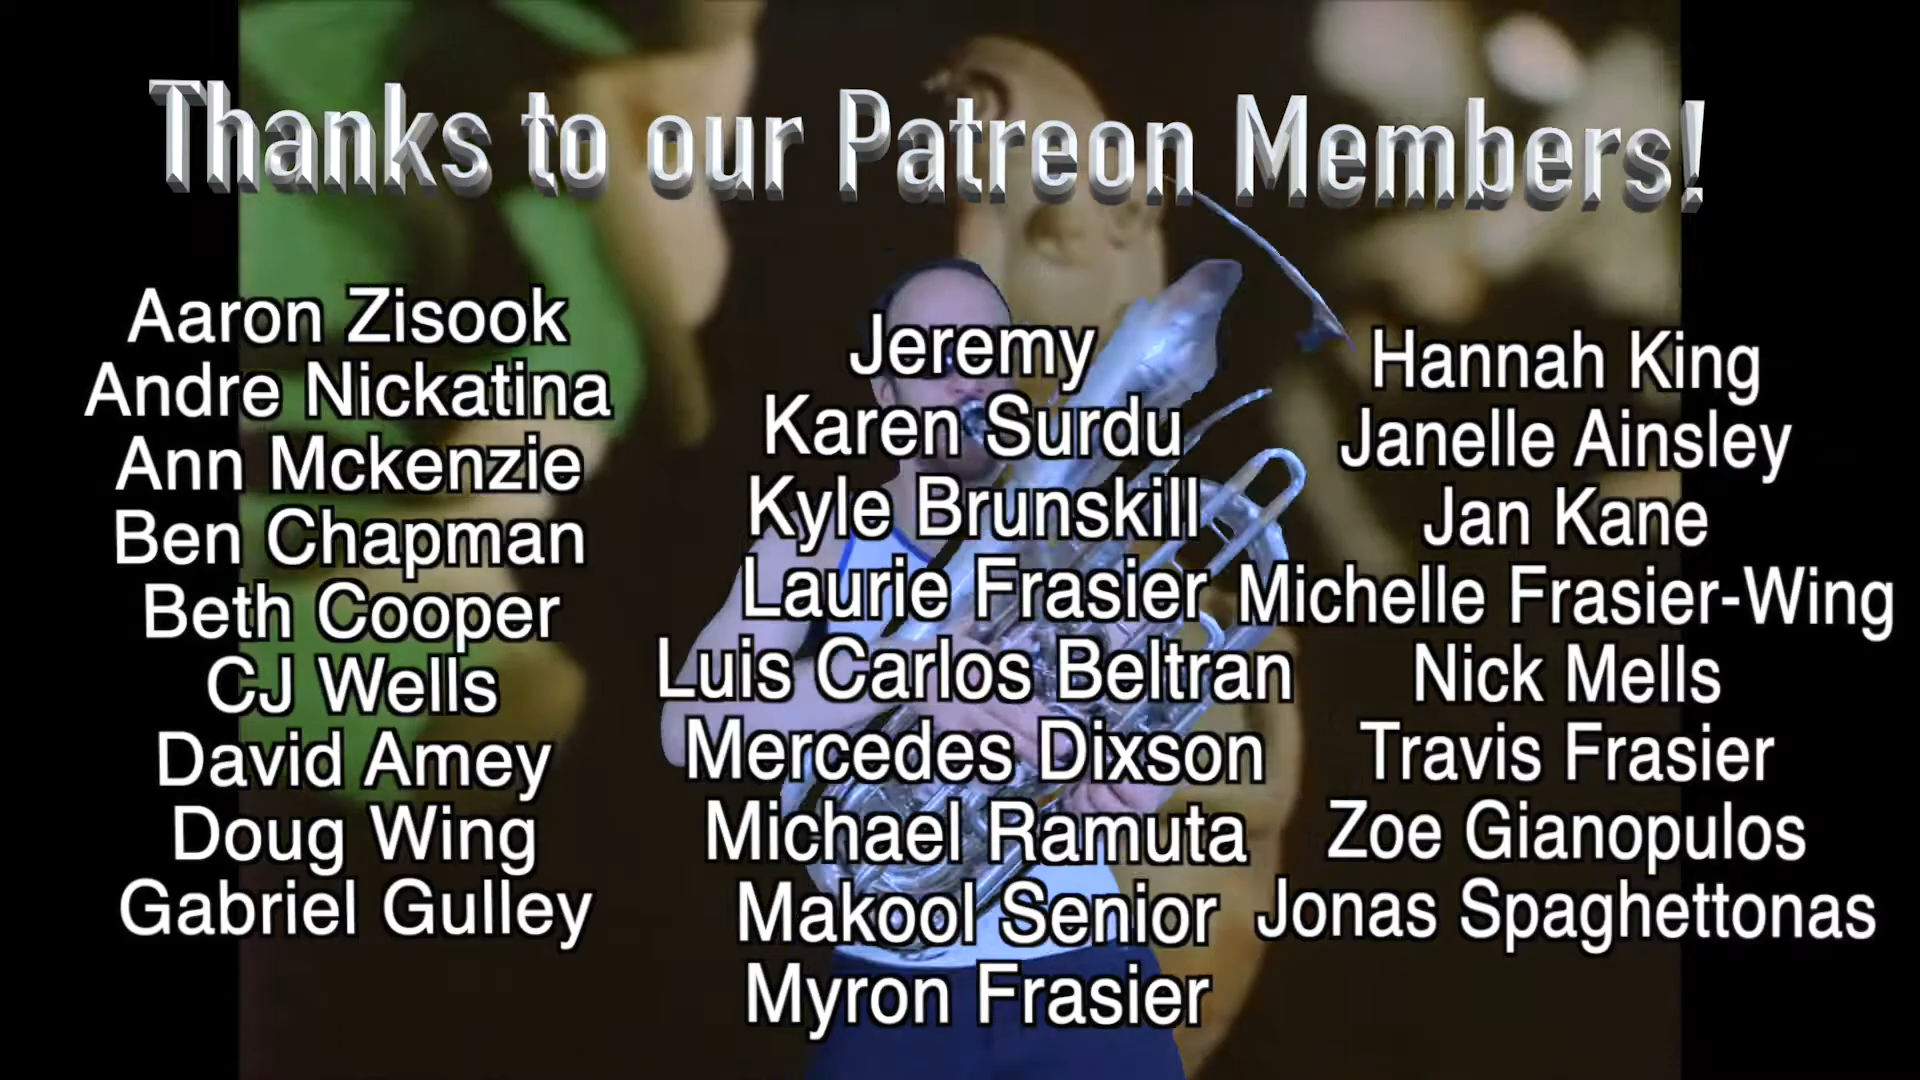 Thanks to our Patreon Members!
Aaron Zisook
Andre Nickatina
Ann Mckenzie
Ben Chapman
Beth Cooper
CJ Wells
David Amey
Doug Wing
Gabriel Gulley
Jeremy
Karen Surdu
Kyle Brunskill
Laurie Frasier
Luis Carlos Beltran
Mercedes Dixson
Michael Ramuta
Makool Senior
Myron Frasier
Hannah King
Janelle Ainsley
Jan Kane
Michelle Frasier-Wing
Nick Mells
Travis Frasier
Zoe Gianopulos
Jonas Spaghettonas